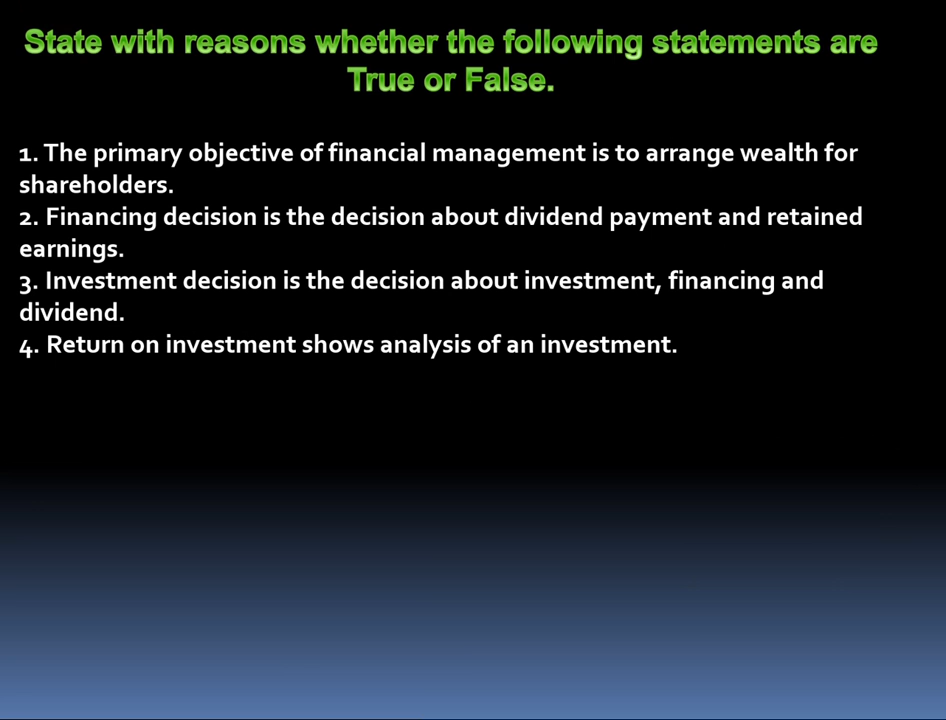 State with reasons whether the following statements are
True or False.
1. The primary objective of financial management is to arrange wealth for
shareholders.
2. Financing decision is the decision about dividend payment and retained
earnings.
3. Investment decision is the decision about investment, financing and
dividend.
4. Return on investment shows analysis of an investment.